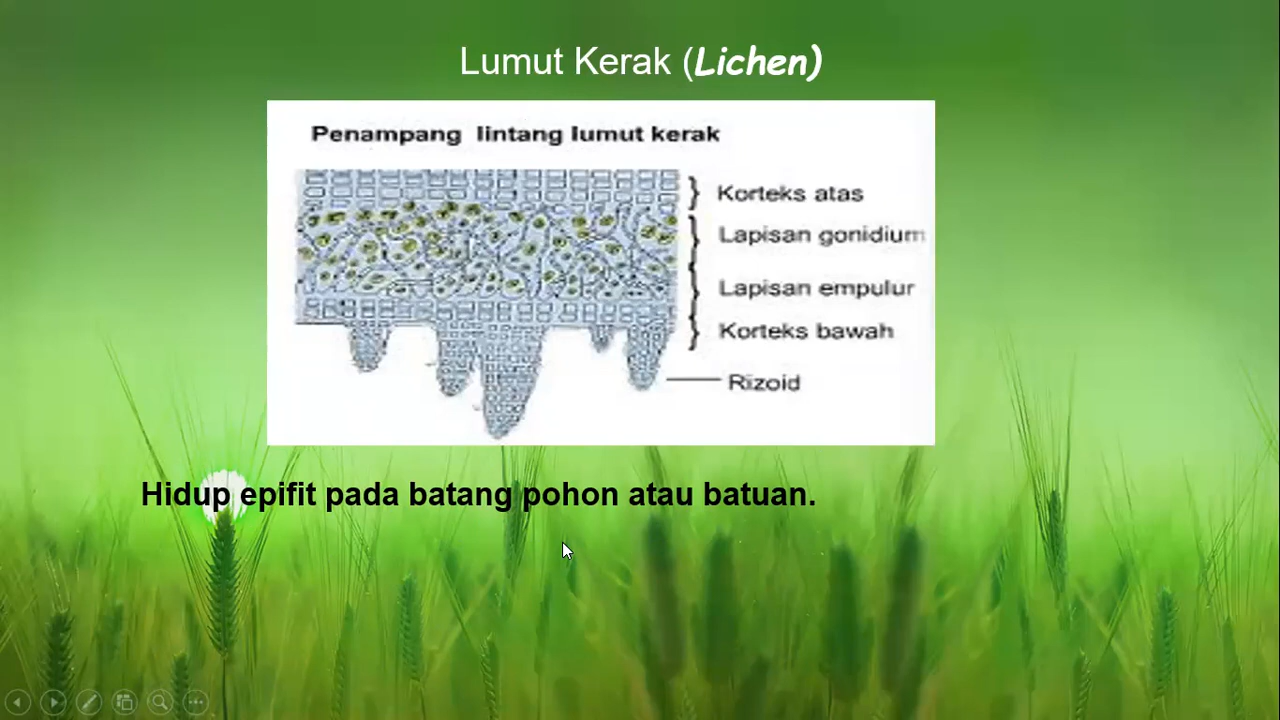 Lumut Kerak (Lichen)
Penampang lintang lumut kerak
Korteks atas
Lapisan gonidium
Lapisan empulur
Korteks bawah
Rizoid
Hidup epifit pada batang pohon atau batuan.